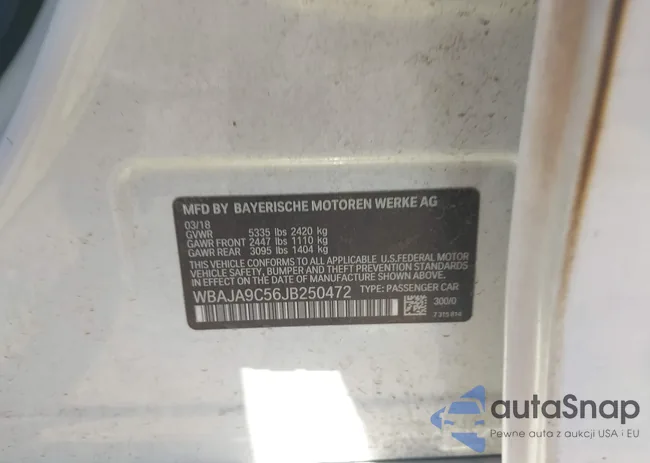 MFD BY BAYERISCHE MOTOREN WERKE AG
03/18
GVWR 5335 lbs 2420 kg
GAWR FRONT 2447 lbs 1110 kg
GAWR REAR 3095 lbs 1404 kg
THIS VEHICLE CONFORMS TO ALL APPLICABLE U.S.FEDERAL MOTOR
VEHICLE SAFETY, BUMPER AND THEFT PREVENTION STANDARDS
IN EFFECT ON THE DATE OF MANUFACTURE SHOWN ABOVE.
WBAJA9C56JB250472 TYPE: PASSENGER CAR
300/0
7 315 814
autaSnap
Pewne auta z aukcji USA i EU